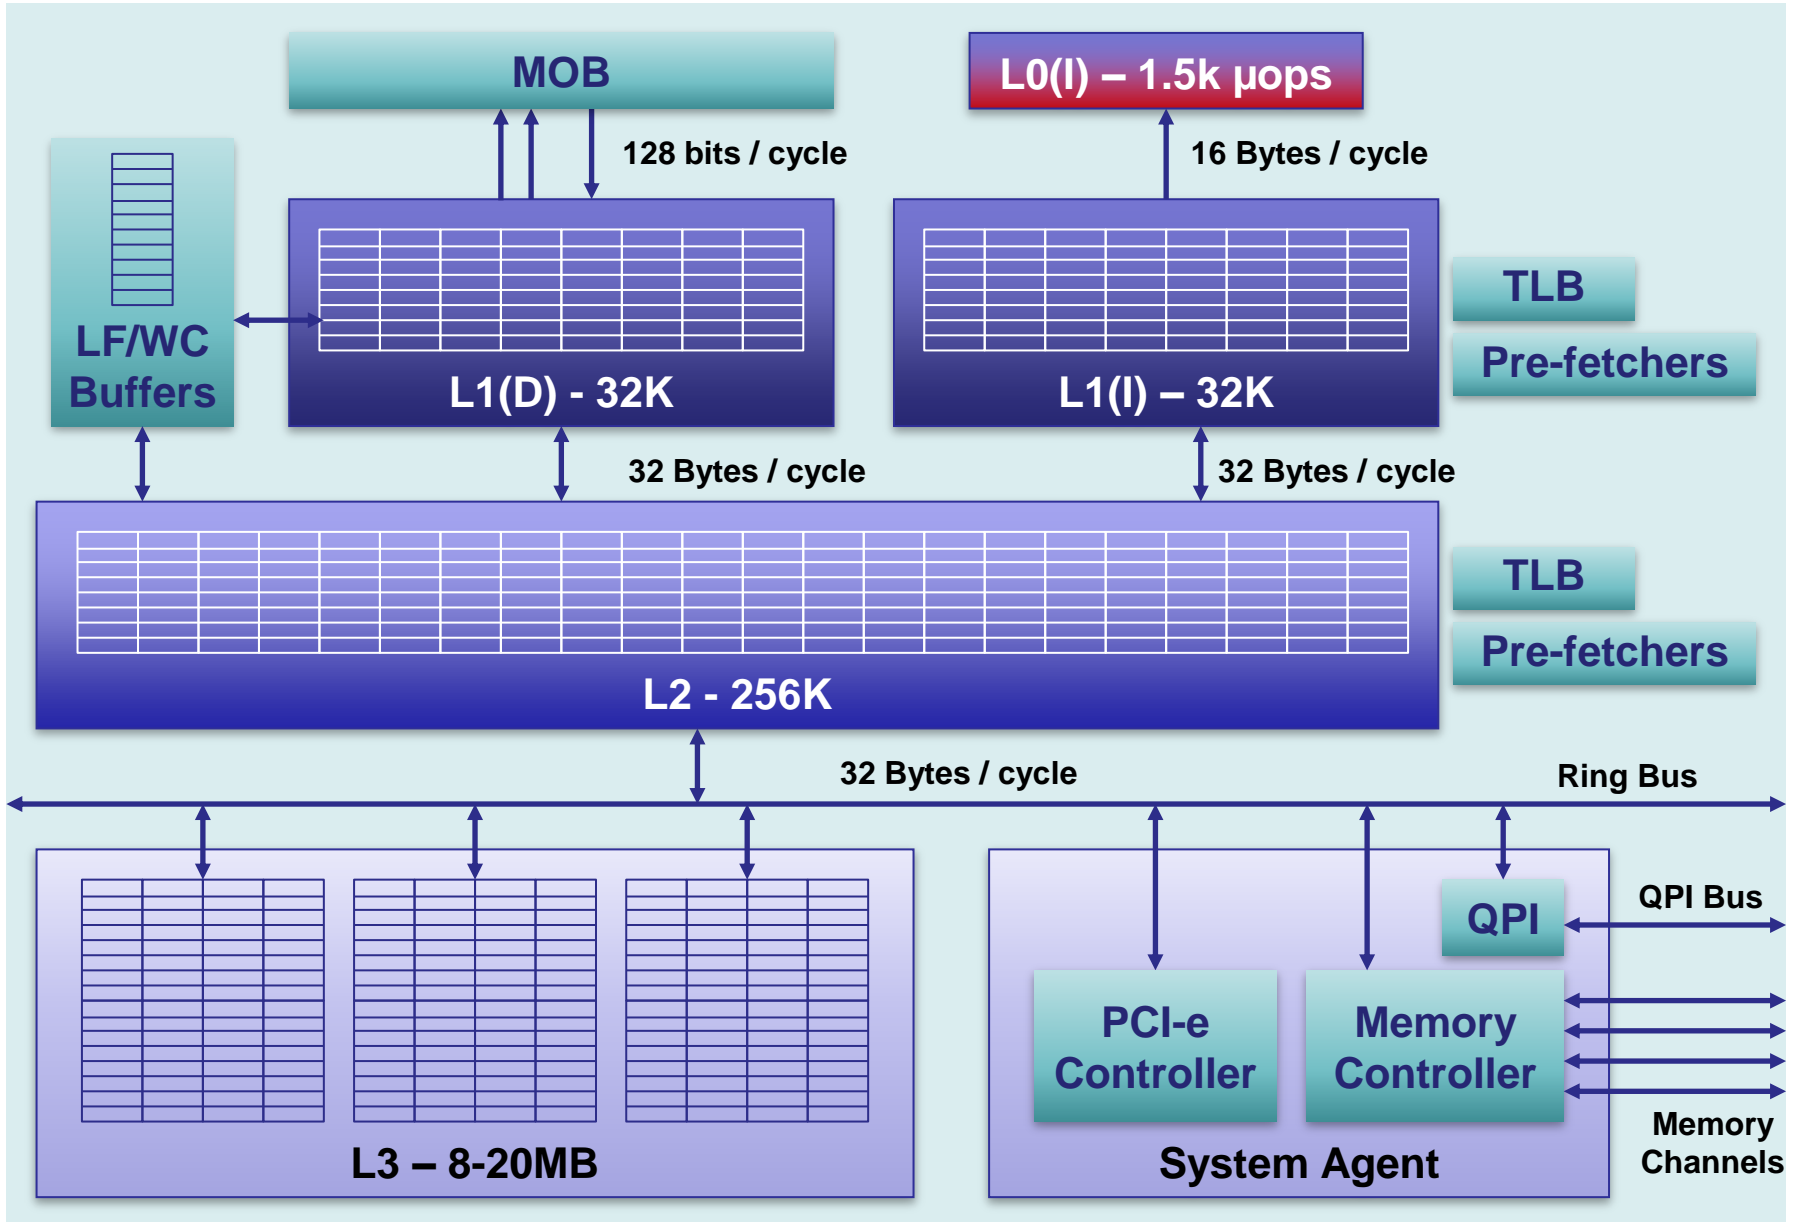 MOB
L0(I) – 1.5k µops
128 bits / cycle
16 Bytes / cycle
LF/WC
Buffers
L1(D) - 32K
L1(I) – 32K
TLB
Pre-fetchers
32 Bytes / cycle
32 Bytes / cycle
L2 - 256K
TLB
Pre-fetchers
32 Bytes / cycle
Ring Bus
L3 – 8-20MB
QPI
QPI Bus
PCI-e
Controller
Memory
Controller
System Agent
Memory
Channels